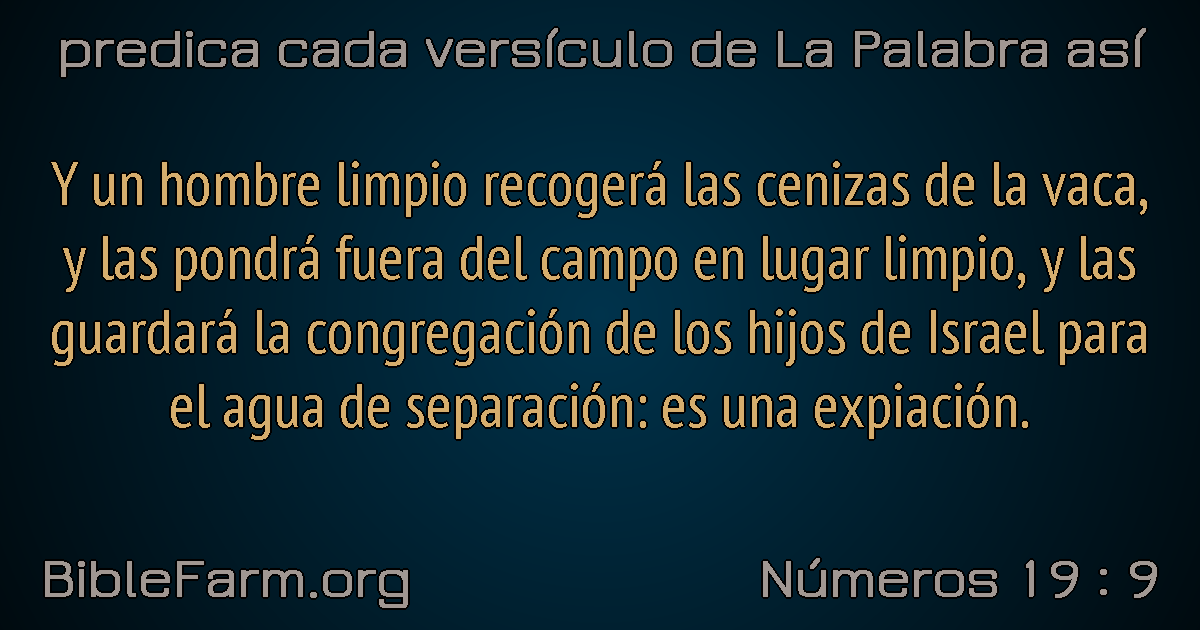 predica cada versículo de La Palabra así
Y un hombre limpio recogerá las cenizas de la vaca,
y las pondrá fuera del campo en lugar limpio, y las
guardará la congregación de los hijos de Israel para
el agua de separación: es una expiación.
BibleFarm.org
Números 19 : 9